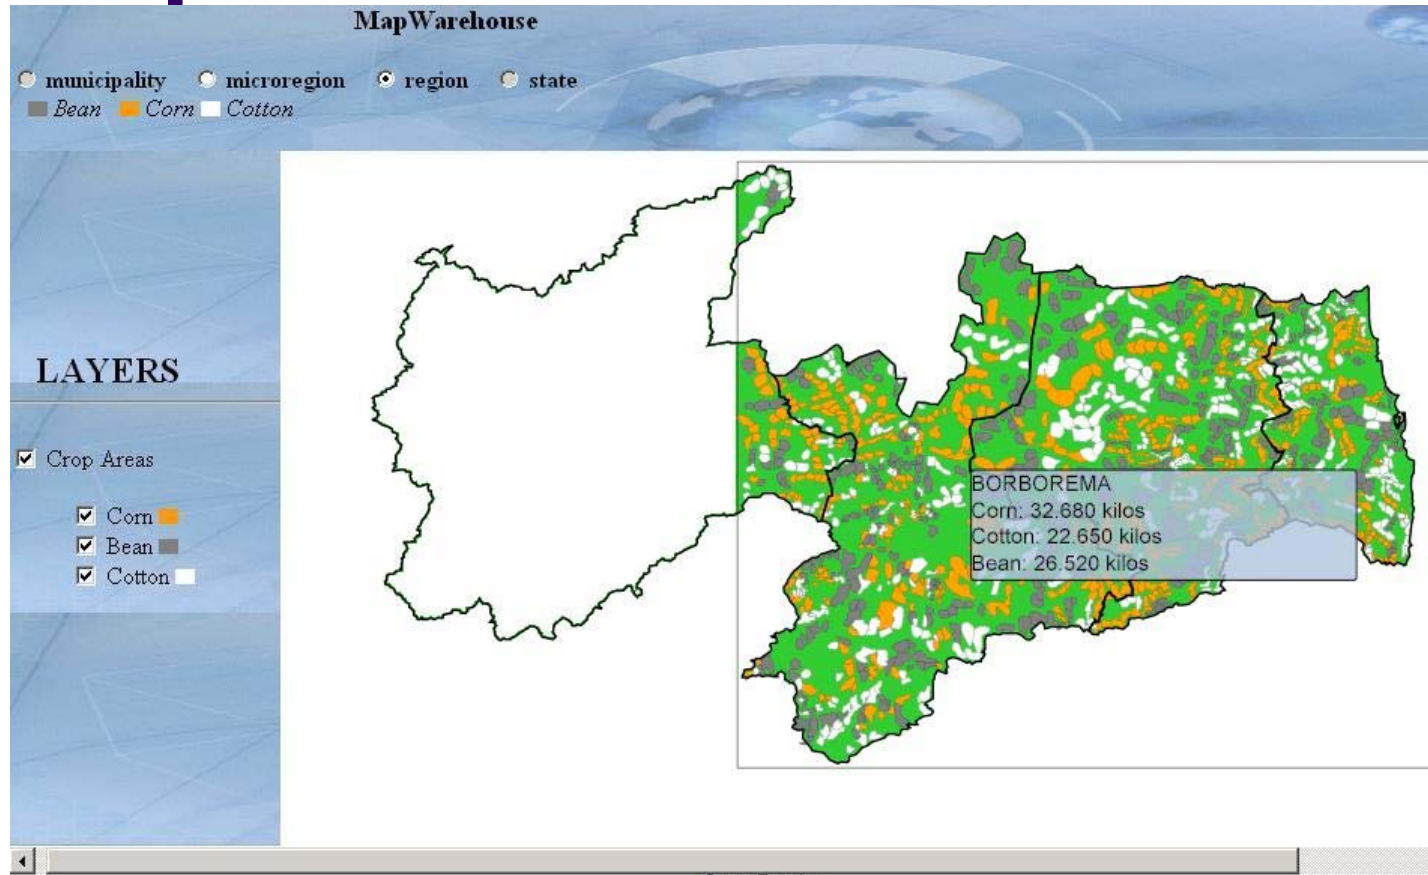 MapWarehouse
municipality microregion region state
Bean Corn Cotton
LAYERS
Crop Areas
Corn
Bean
Cotton
BORBOREMA
Corn: 32.680 kilos
Cotton: 22.650 kilos
Bean: 26.520 kilos